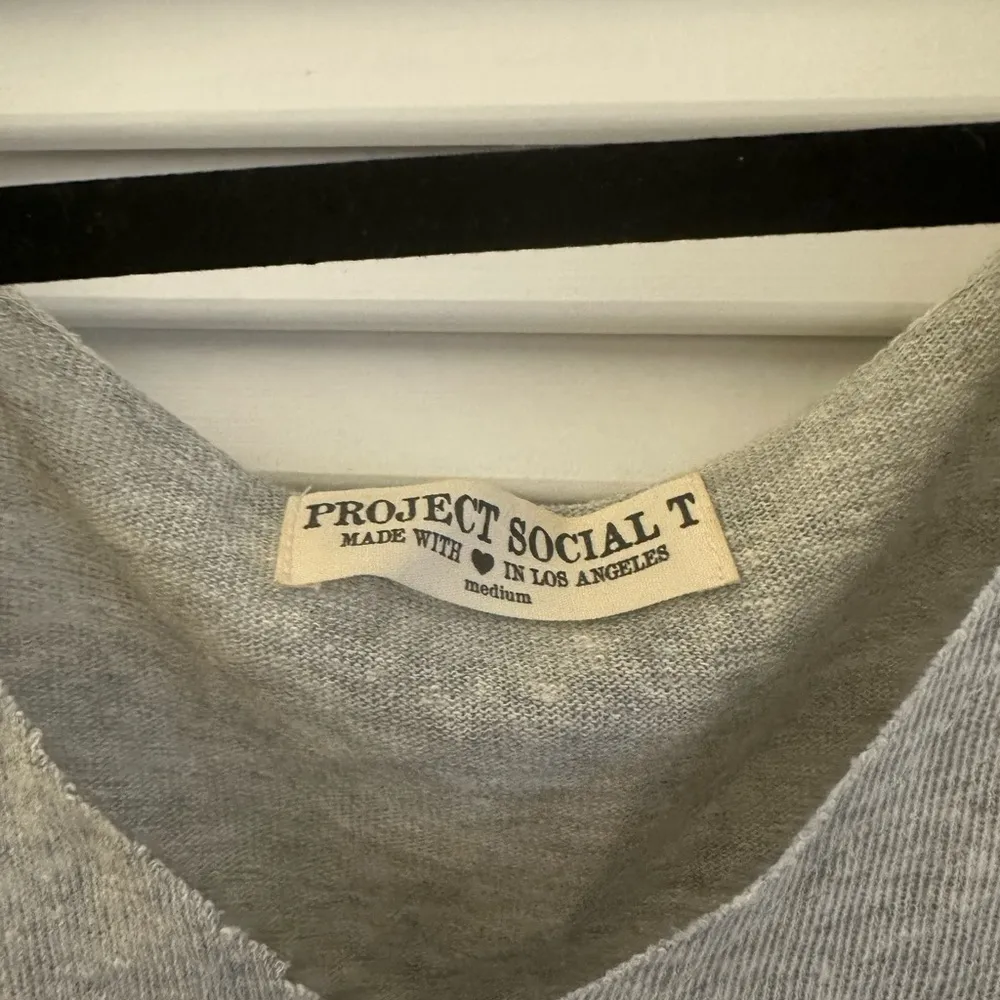 PROJECT SOCIAL T
MADE WITH ♥ IN LOS ANGELES
medium